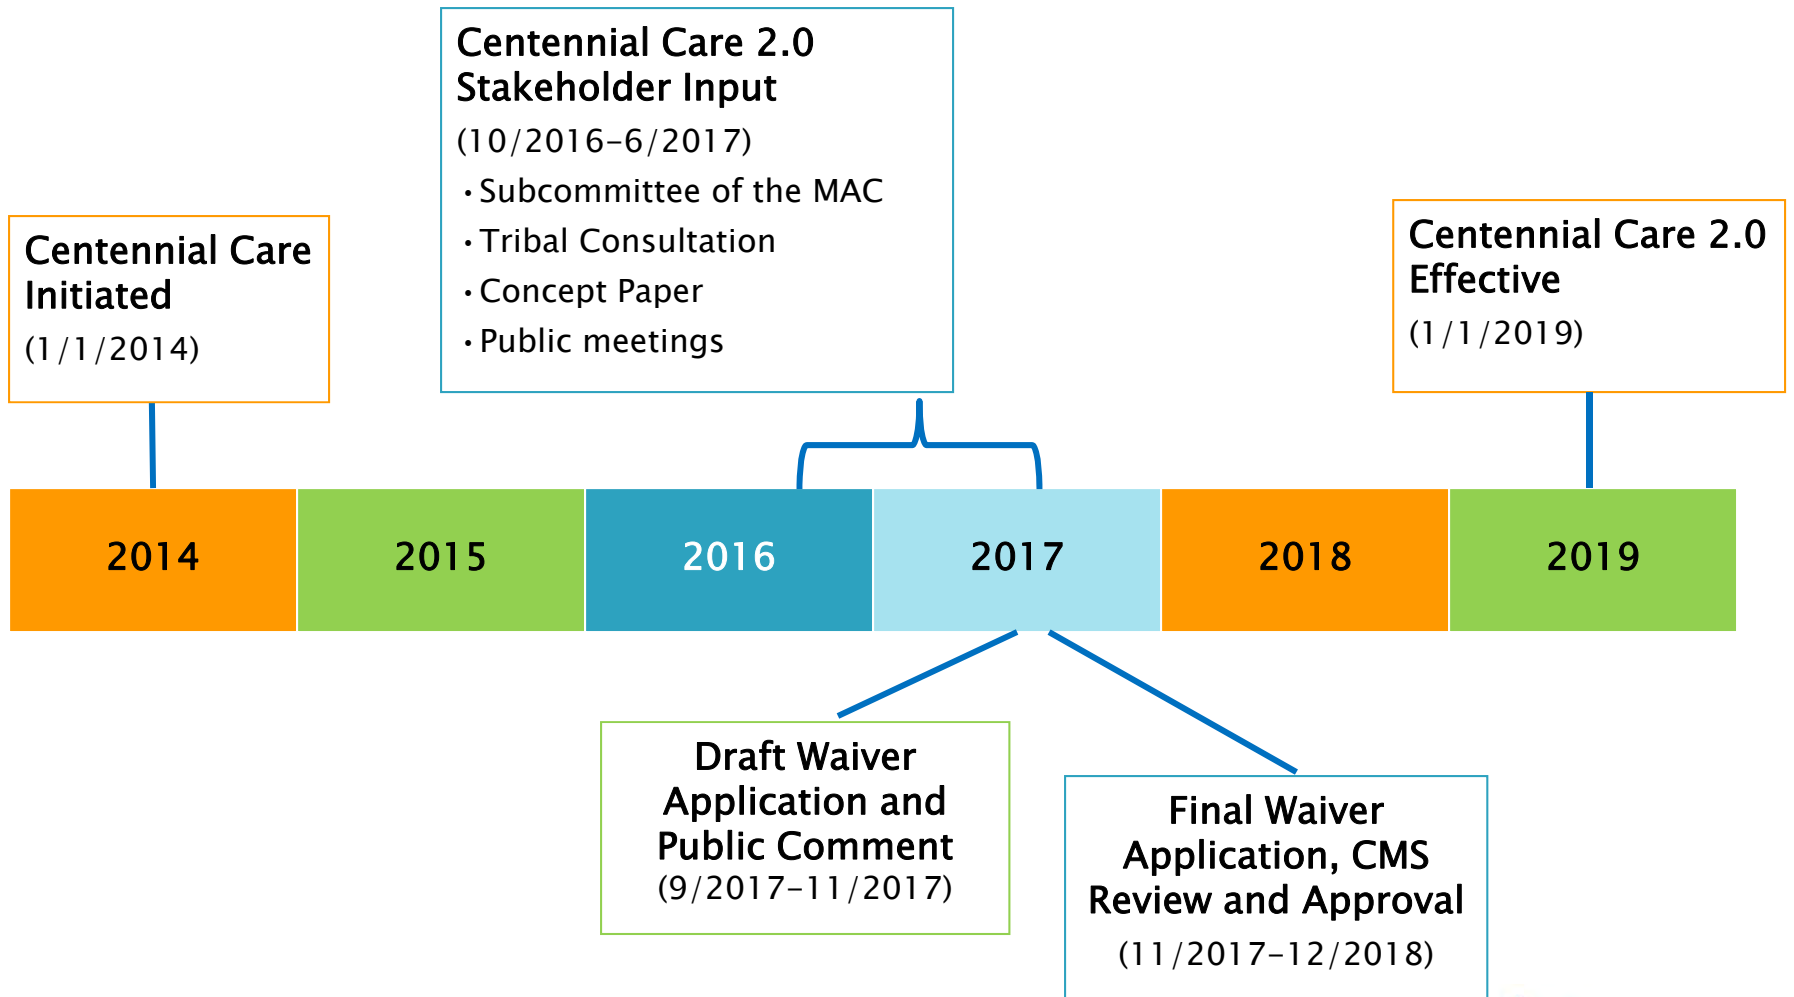 Centennial Care 2.0
Stakeholder Input
(10/2016-6/2017)
• Subcommittee of the MAC
• Tribal Consultation
• Concept Paper
• Public meetings
Centennial Care
Initiated
(1/1/2014)
Centennial Care 2.0
Effective
(1/1/2019)
2014
2015
2016
2017
2018
2019
Draft Waiver
Application and
Public Comment
(9/2017-11/2017)
Final Waiver
Application, CMS
Review and Approval
(11/2017-12/2018)